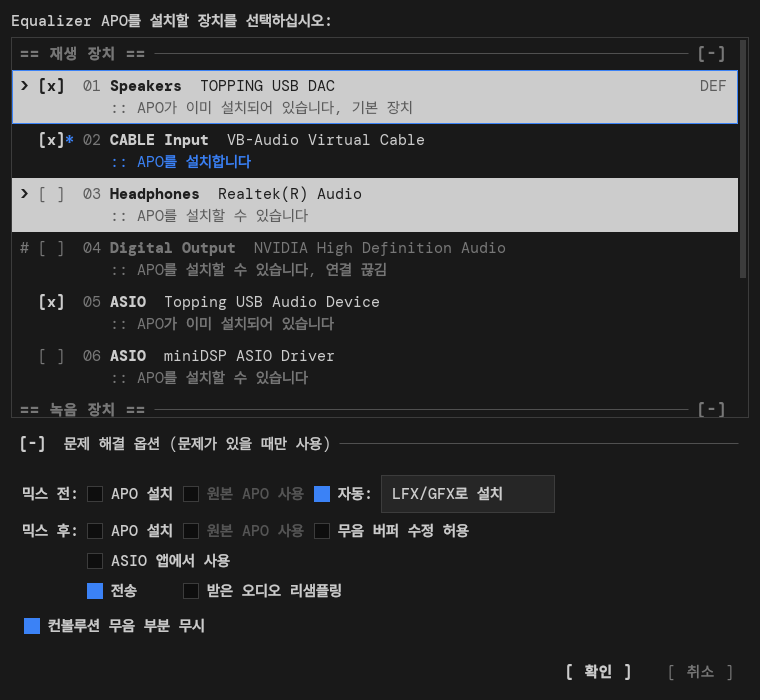 Equalizer APO를 설치할 장치를 선택하십시오:
== 재생 장치 == [-]
> [x] 01 Speakers TOPPING USB DAC DEF
:: APO가 이미 설치되어 있습니다, 기본 장치
[x]* 02 CABLE Input VB-Audio Virtual Cable
:: APO를 설치합니다
> [ ] 03 Headphones Realtek(R) Audio
:: APO를 설치할 수 있습니다
# [ ] 04 Digital Output NVIDIA High Definition Audio
:: APO를 설치할 수 있습니다, 연결 끊김
[x] 05 ASIO Topping USB Audio Device
:: APO가 이미 설치되어 있습니다
[ ] 06 ASIO miniDSP ASIO Driver
:: APO를 설치할 수 있습니다
== 녹음 장치 == [-]
[-] 문제 해결 옵션 (문제가 있을 때만 사용)
믹스 전: APO 설치 원본 APO 사용 자동: LFX/GFX로 설치
믹스 후: APO 설치 원본 APO 사용 무음 버퍼 수정 허용
ASIO 앱에서 사용
전송 받은 오디오 리샘플링
컨볼루션 무음 부분 무시
[ 확인 ] [ 취소 ]